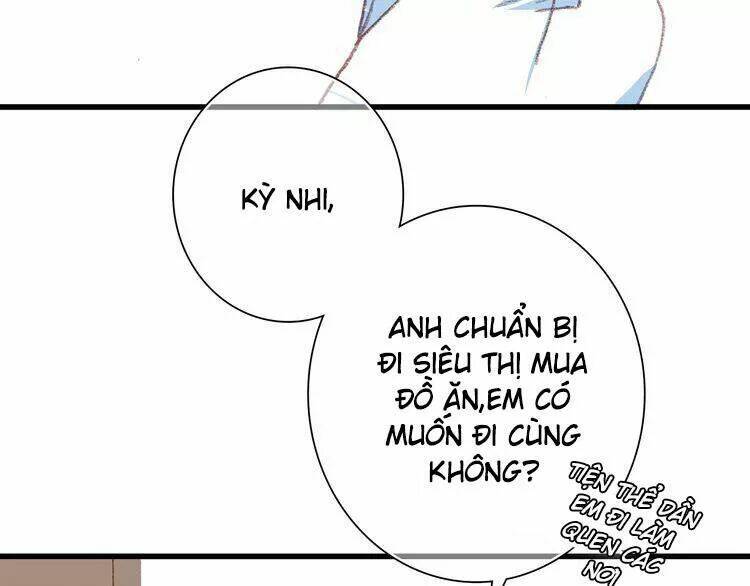 KỲ NHI,
ANH CHUẨN BỊ
ĐI SIÊU THỊ MUA
ĐỒ ĂN,EM CÓ
MUỐN ĐI CÙNG
KHÔNG?
TIỆN THỂ DẪN
EM ĐI LÀM
QUEN CÁC
NƠI